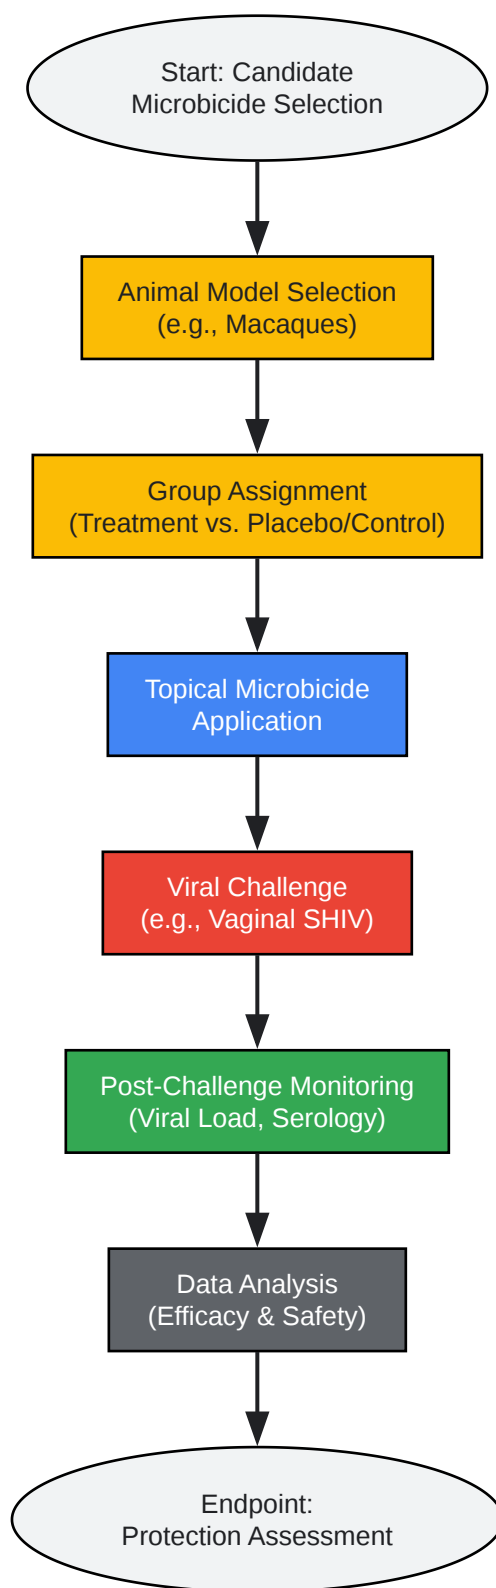 Start: Candidate
Microbicide Selection
Animal Model Selection
(e.g., Macaques)
Group Assignment
(Treatment vs. Placebo/Control)
Topical Microbicide
Application
Viral Challenge
(e.g., Vaginal SHIV)
Post-Challenge Monitoring
(Viral Load, Serology)
Data Analysis
(Efficacy & Safety)
Endpoint:
Protection Assessment